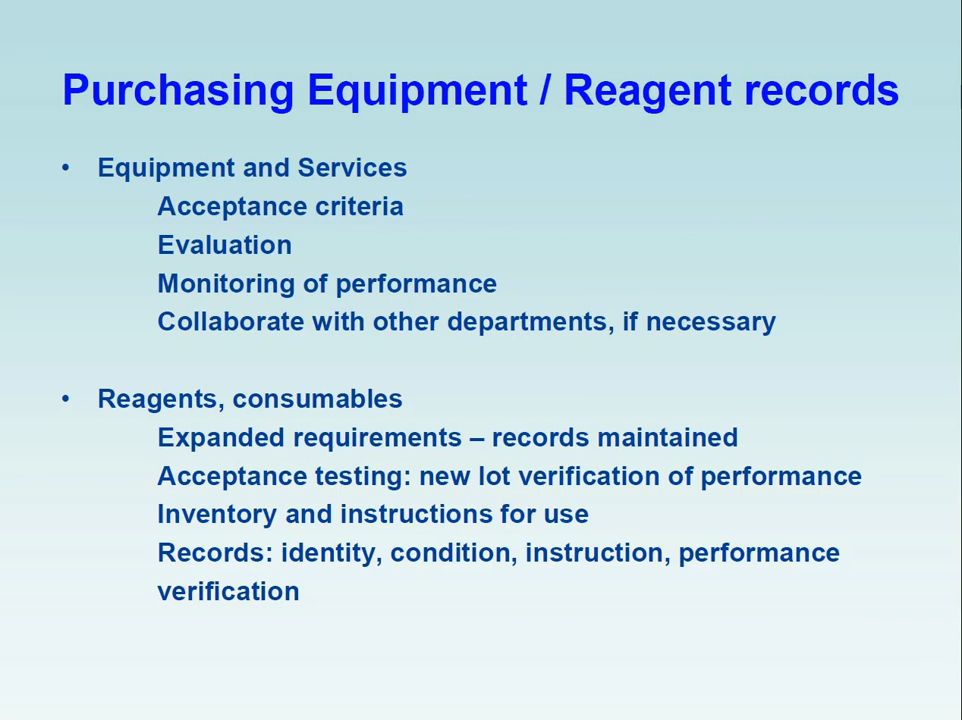 Purchasing Equipment / Reagent records
• Equipment and Services
Acceptance criteria
Evaluation
Monitoring of performance
Collaborate with other departments, if necessary
• Reagents, consumables
Expanded requirements – records maintained
Acceptance testing: new lot verification of performance
Inventory and instructions for use
Records: identity, condition, instruction, performance
verification